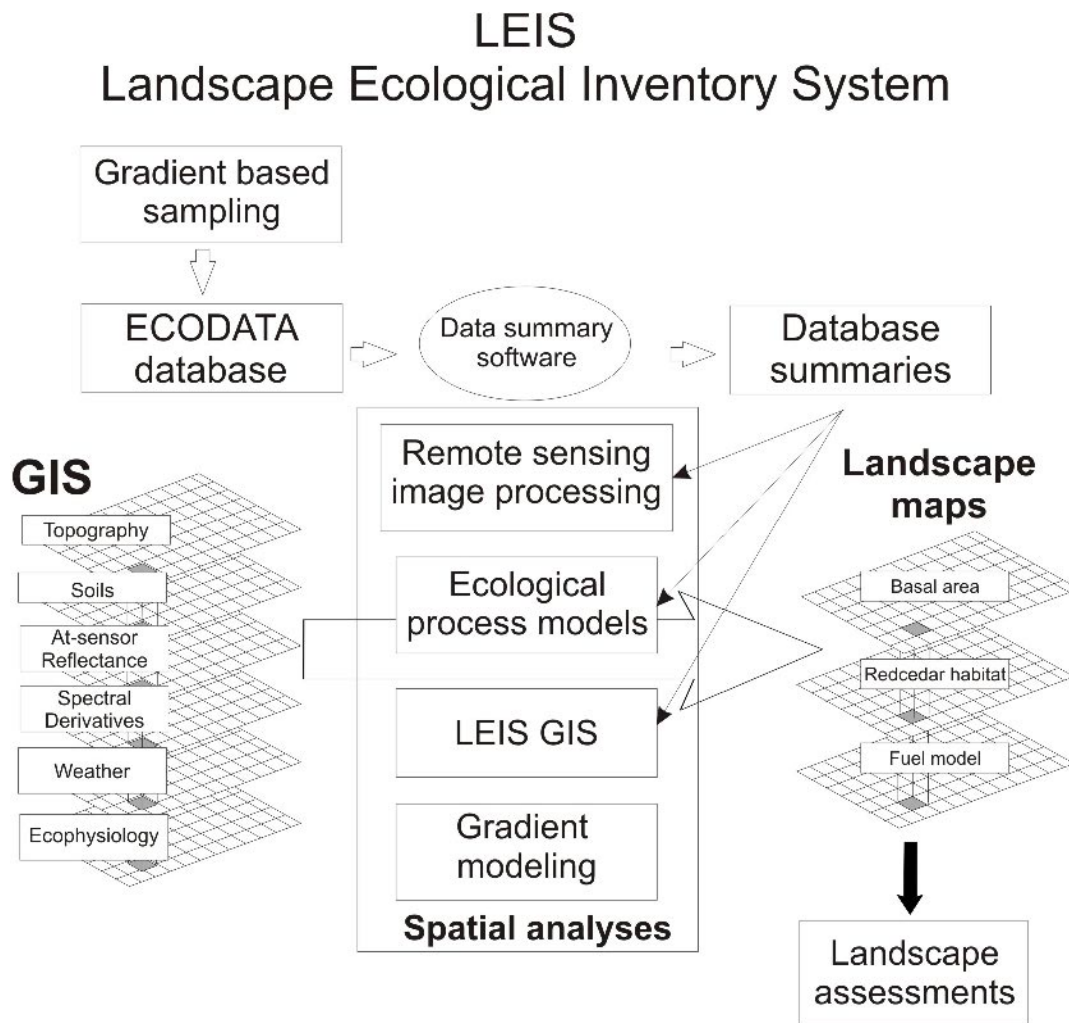 LEIS
Landscape Ecological Inventory System
Gradient based
sampling
ECODATA
database
Data summary
software
Database
summaries
GIS
Topography
Soils
At-sensor
Reflectance
Spectral
Derivatives
Weather
Ecophysiology
Remote sensing
image processing
Ecological
process models
LEIS GIS
Gradient
modeling
Spatial analyses
Landscape
maps
Basal area
Redcedar habitat
Fuel model
Landscape
assessments